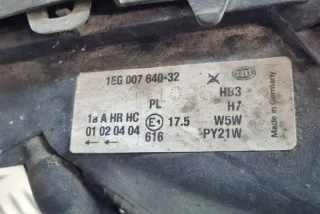 1EG 007 640-32
HELLA
HB3
PL
H7
1a A HR HC
E1
17.5
W5W
01 02 04 04
616
PY21W
Made in Germany